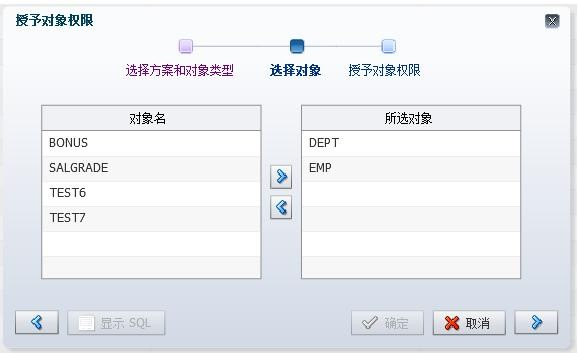 授予对象权限
选择方案和对象类型 选择对象 授予对象权限
对象名 所选对象
BONUS DEPT
SALGRADE EMP
TEST6
TEST7
显示 SQL 确定 取消